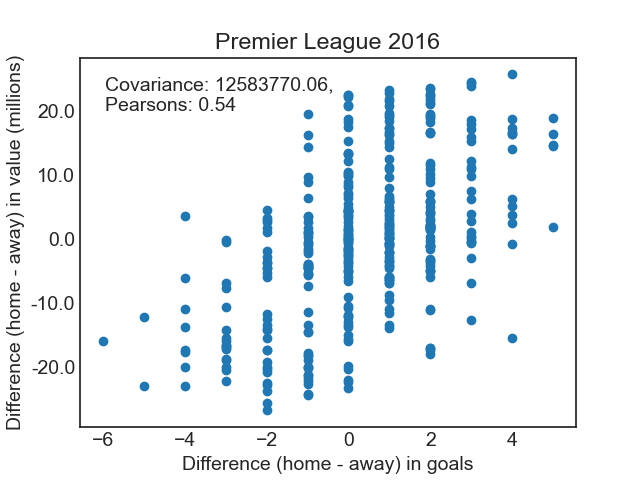 Premier League 2016
Covariance: 12583770.06,
Pearsons: 0.54
Difference (home - away) in value (millions)
20.0
10.0
0.0
-10.0
-20.0
−6 −4 −2 0 2 4
Difference (home - away) in goals